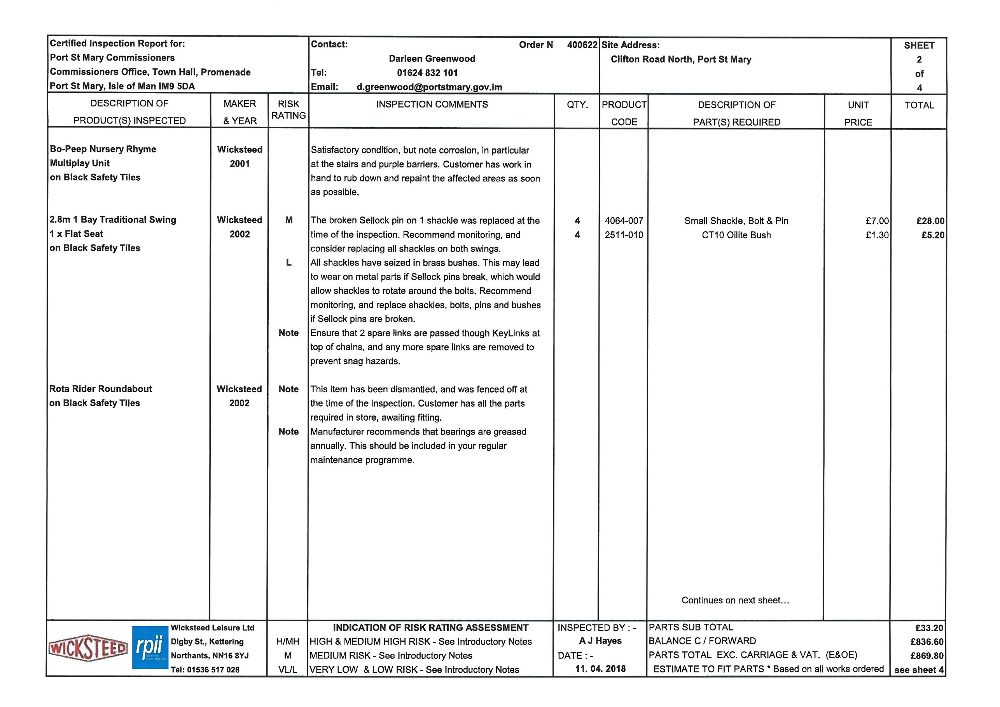 Certified Inspection Report for:
Port St Mary Commissioners
Commissioners Office, Town Hall, Promenade
Port St Mary, Isle of Man IM9 5DA
Contact: Order N 400622
Darleen Greenwood
Tel: 01624 832 101
Email: d.greenwood@portstmary.gov.im
Site Address:
Clifton Road North, Port St Mary
SHEET
2
of
4
DESCRIPTION OF
PRODUCT(S) INSPECTED
MAKER
& YEAR
RISK
RATING
INSPECTION COMMENTS
QTY.
PRODUCT
CODE
DESCRIPTION OF
PART(S) REQUIRED
UNIT
PRICE
TOTAL
Bo-Peep Nursery Rhyme
Multiplay Unit
on Black Safety Tiles
Wicksteed
2001
Satisfactory condition, but note corrosion, in particular
at the stairs and purple barriers. Customer has work in
hand to rub down and repaint the affected areas as soon
as possible.
2.8m 1 Bay Traditional Swing
1 x Flat Seat
on Black Safety Tiles
Wicksteed
2002
M
The broken Sellock pin on 1 shackle was replaced at the
time of the inspection. Recommend monitoring, and
consider replacing all shackles on both swings.
4 4064-007 Small Shackle, Bolt & Pin £7.00 £28.00
4 2511-010 CT10 Oilite Bush £1.30 £5.20
L
All shackles have seized in brass bushes. This may lead
to wear on metal parts if Sellock pins break, which would
allow shackles to rotate around the bolts. Recommend
monitoring, and replace shackles, bolts, pins and bushes
if Sellock pins are broken.
Note
Ensure that 2 spare links are passed though KeyLinks at
top of chains, and any more spare links are removed to
prevent snag hazards.
Rota Rider Roundabout
on Black Safety Tiles
Wicksteed
2002
Note
This item has been dismantled, and was fenced off at
the time of the inspection. Customer has all the parts
required in store, awaiting fitting.
Note
Manufacturer recommends that bearings are greased
annually. This should be included in your regular
maintenance programme.
Continues on next sheet...
WICKSTEED
rpii
Wicksteed Leisure Ltd
Digby St., Kettering
Northants, NN16 8YJ
Tel: 01536 517 028
INDICATION OF RISK RATING ASSESSMENT
H/MH HIGH & MEDIUM HIGH RISK - See Introductory Notes
M MEDIUM RISK - See Introductory Notes
VL/L VERY LOW & LOW RISK - See Introductory Notes
INSPECTED BY : -
A J Hayes
DATE : -
11. 04. 2018
PARTS SUB TOTAL £33.20
BALANCE C / FORWARD £836.60
PARTS TOTAL EXC. CARRIAGE & VAT. (E&OE) £869.80
ESTIMATE TO FIT PARTS * Based on all works ordered see sheet 4